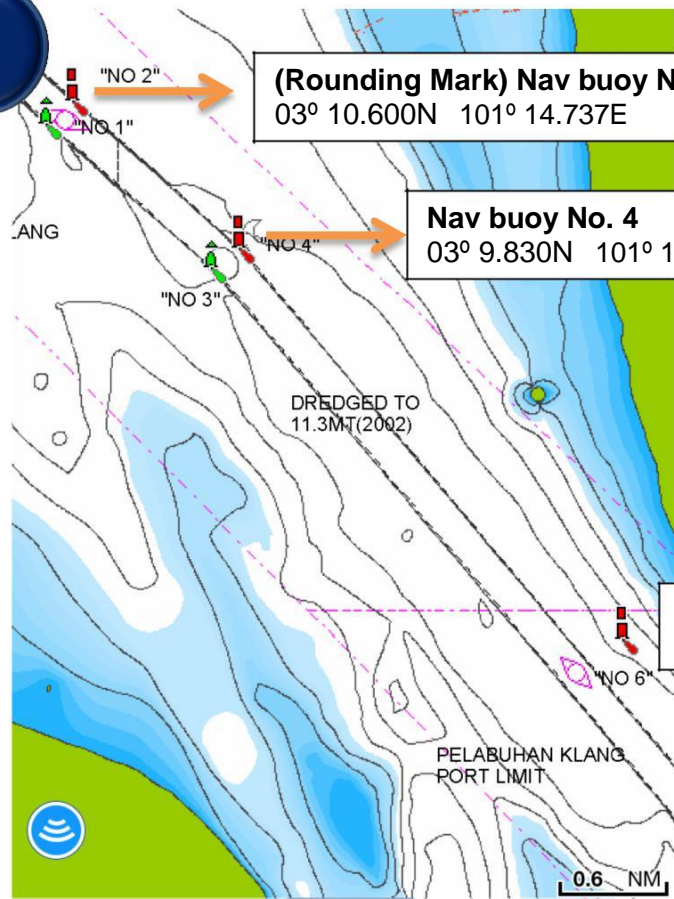 "NO 2"
(Rounding Mark) Nav buoy N
03º 10.600N 101º 14.737E
"NO.1"
LANG
Nav buoy No. 4
03º 9.830N 101º 1
"NO 4"
"NO 3"
DREDGED TO
11.3MT(2002)
"NO 6"
PELABUHAN KLANG
PORT LIMIT
0.6 NM